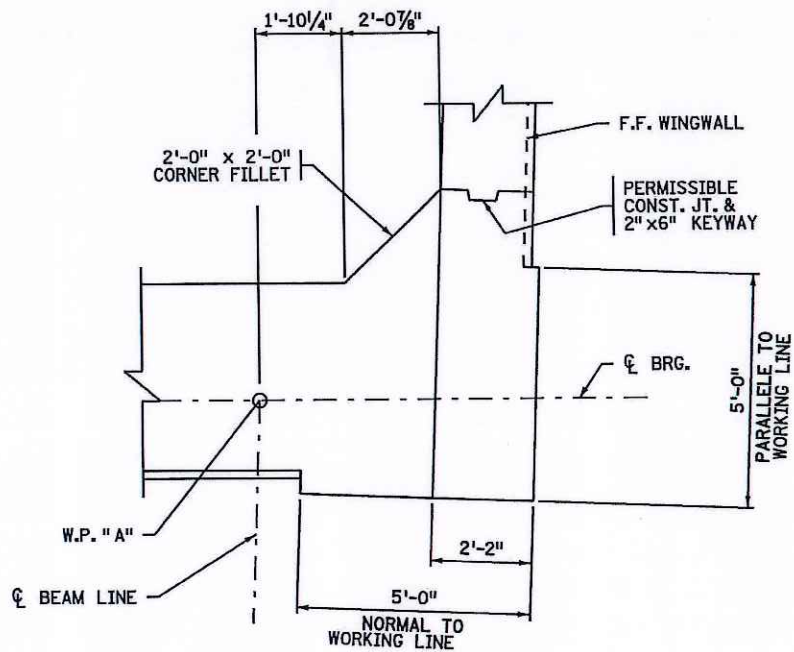 1'-10¼"
2'-0⅞"
2'-0" x 2'-0"
CORNER FILLET
F.F. WINGWALL
PERMISSIBLE
CONST. JT. &
2"x6" KEYWAY
℄ BRG.
5'-0"
PARALLELE TO
WORKING LINE
W.P. "A"
2'-2"
℄ BEAM LINE
5'-0"
NORMAL TO
WORKING LINE